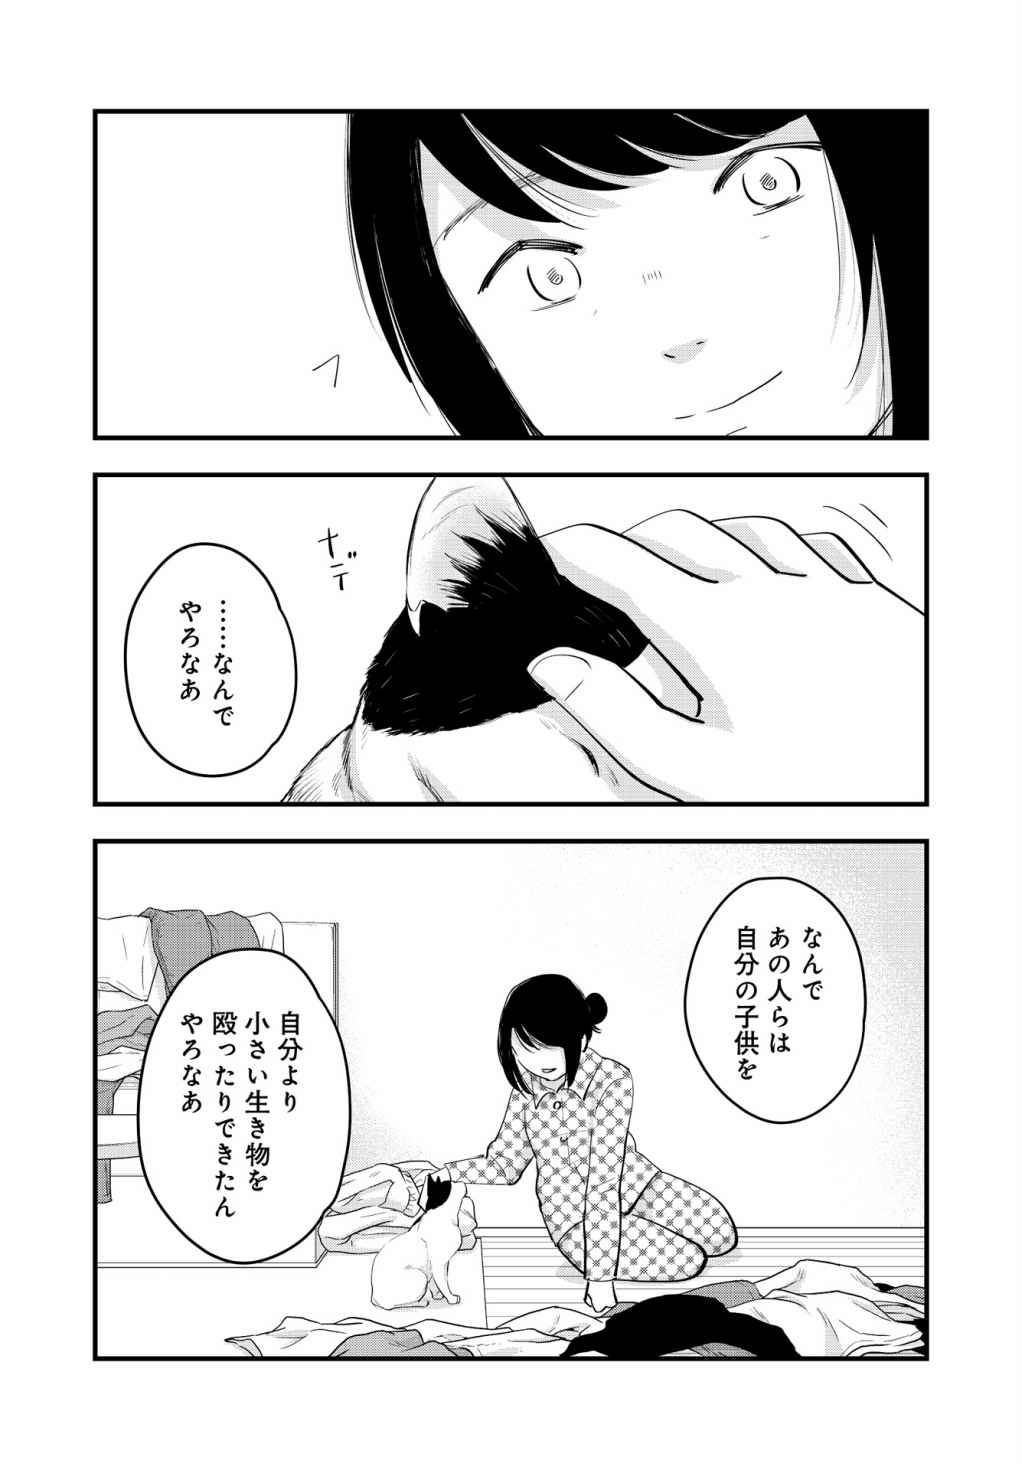 ナデ
……なんで
やろなあ
なんで
あの人らは
自分の子供を
自分より
小さい生き物を
殴ったりできたん
やろなあ